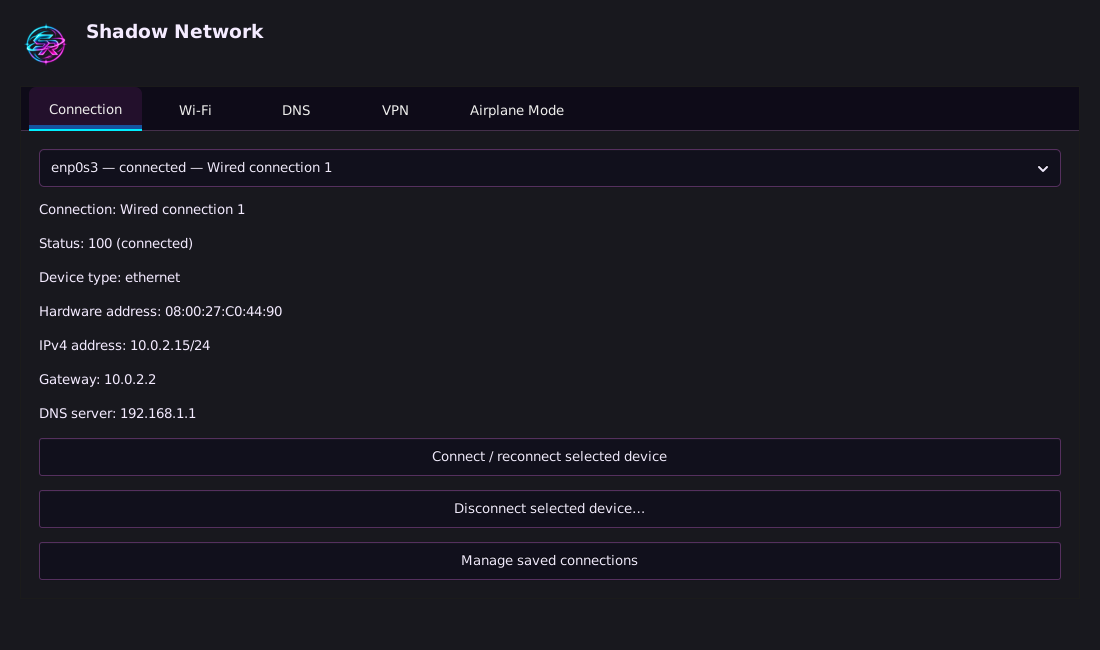 Shadow Network
Connection
Wi-Fi
DNS
VPN
Airplane Mode
enp0s3 — connected — Wired connection 1
Connection: Wired connection 1
Status: 100 (connected)
Device type: ethernet
Hardware address: 08:00:27:C0:44:90
IPv4 address: 10.0.2.15/24
Gateway: 10.0.2.2
DNS server: 192.168.1.1
Connect / reconnect selected device
Disconnect selected device...
Manage saved connections